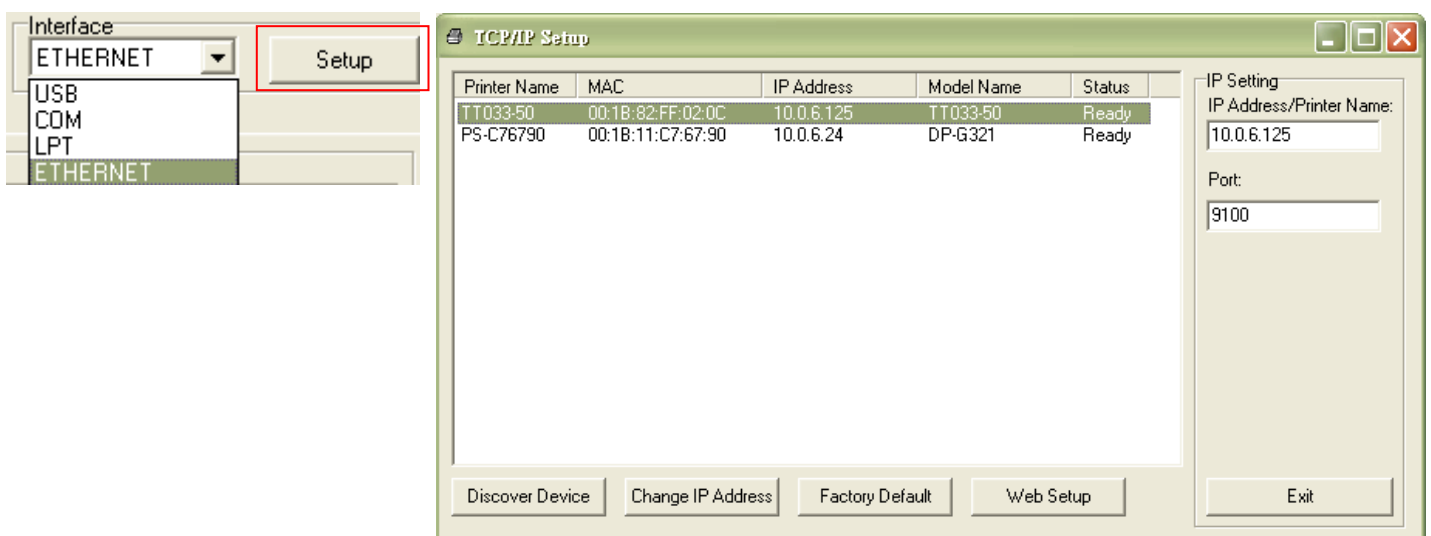 Interface
ETHERNET
Setup
USB
COM
LPT
ETHERNET
TCP/IP Setup
Printer Name MAC IP Address Model Name Status
TT033-50 00:1B:82:FF:02:0C 10.0.6.125 TT033-50 Ready
PS-C76790 00:1B:11:C7:67:90 10.0.6.24 DP-G321 Ready
IP Setting
IP Address/Printer Name:
10.0.6.125
Port:
9100
Discover Device Change IP Address Factory Default Web Setup Exit